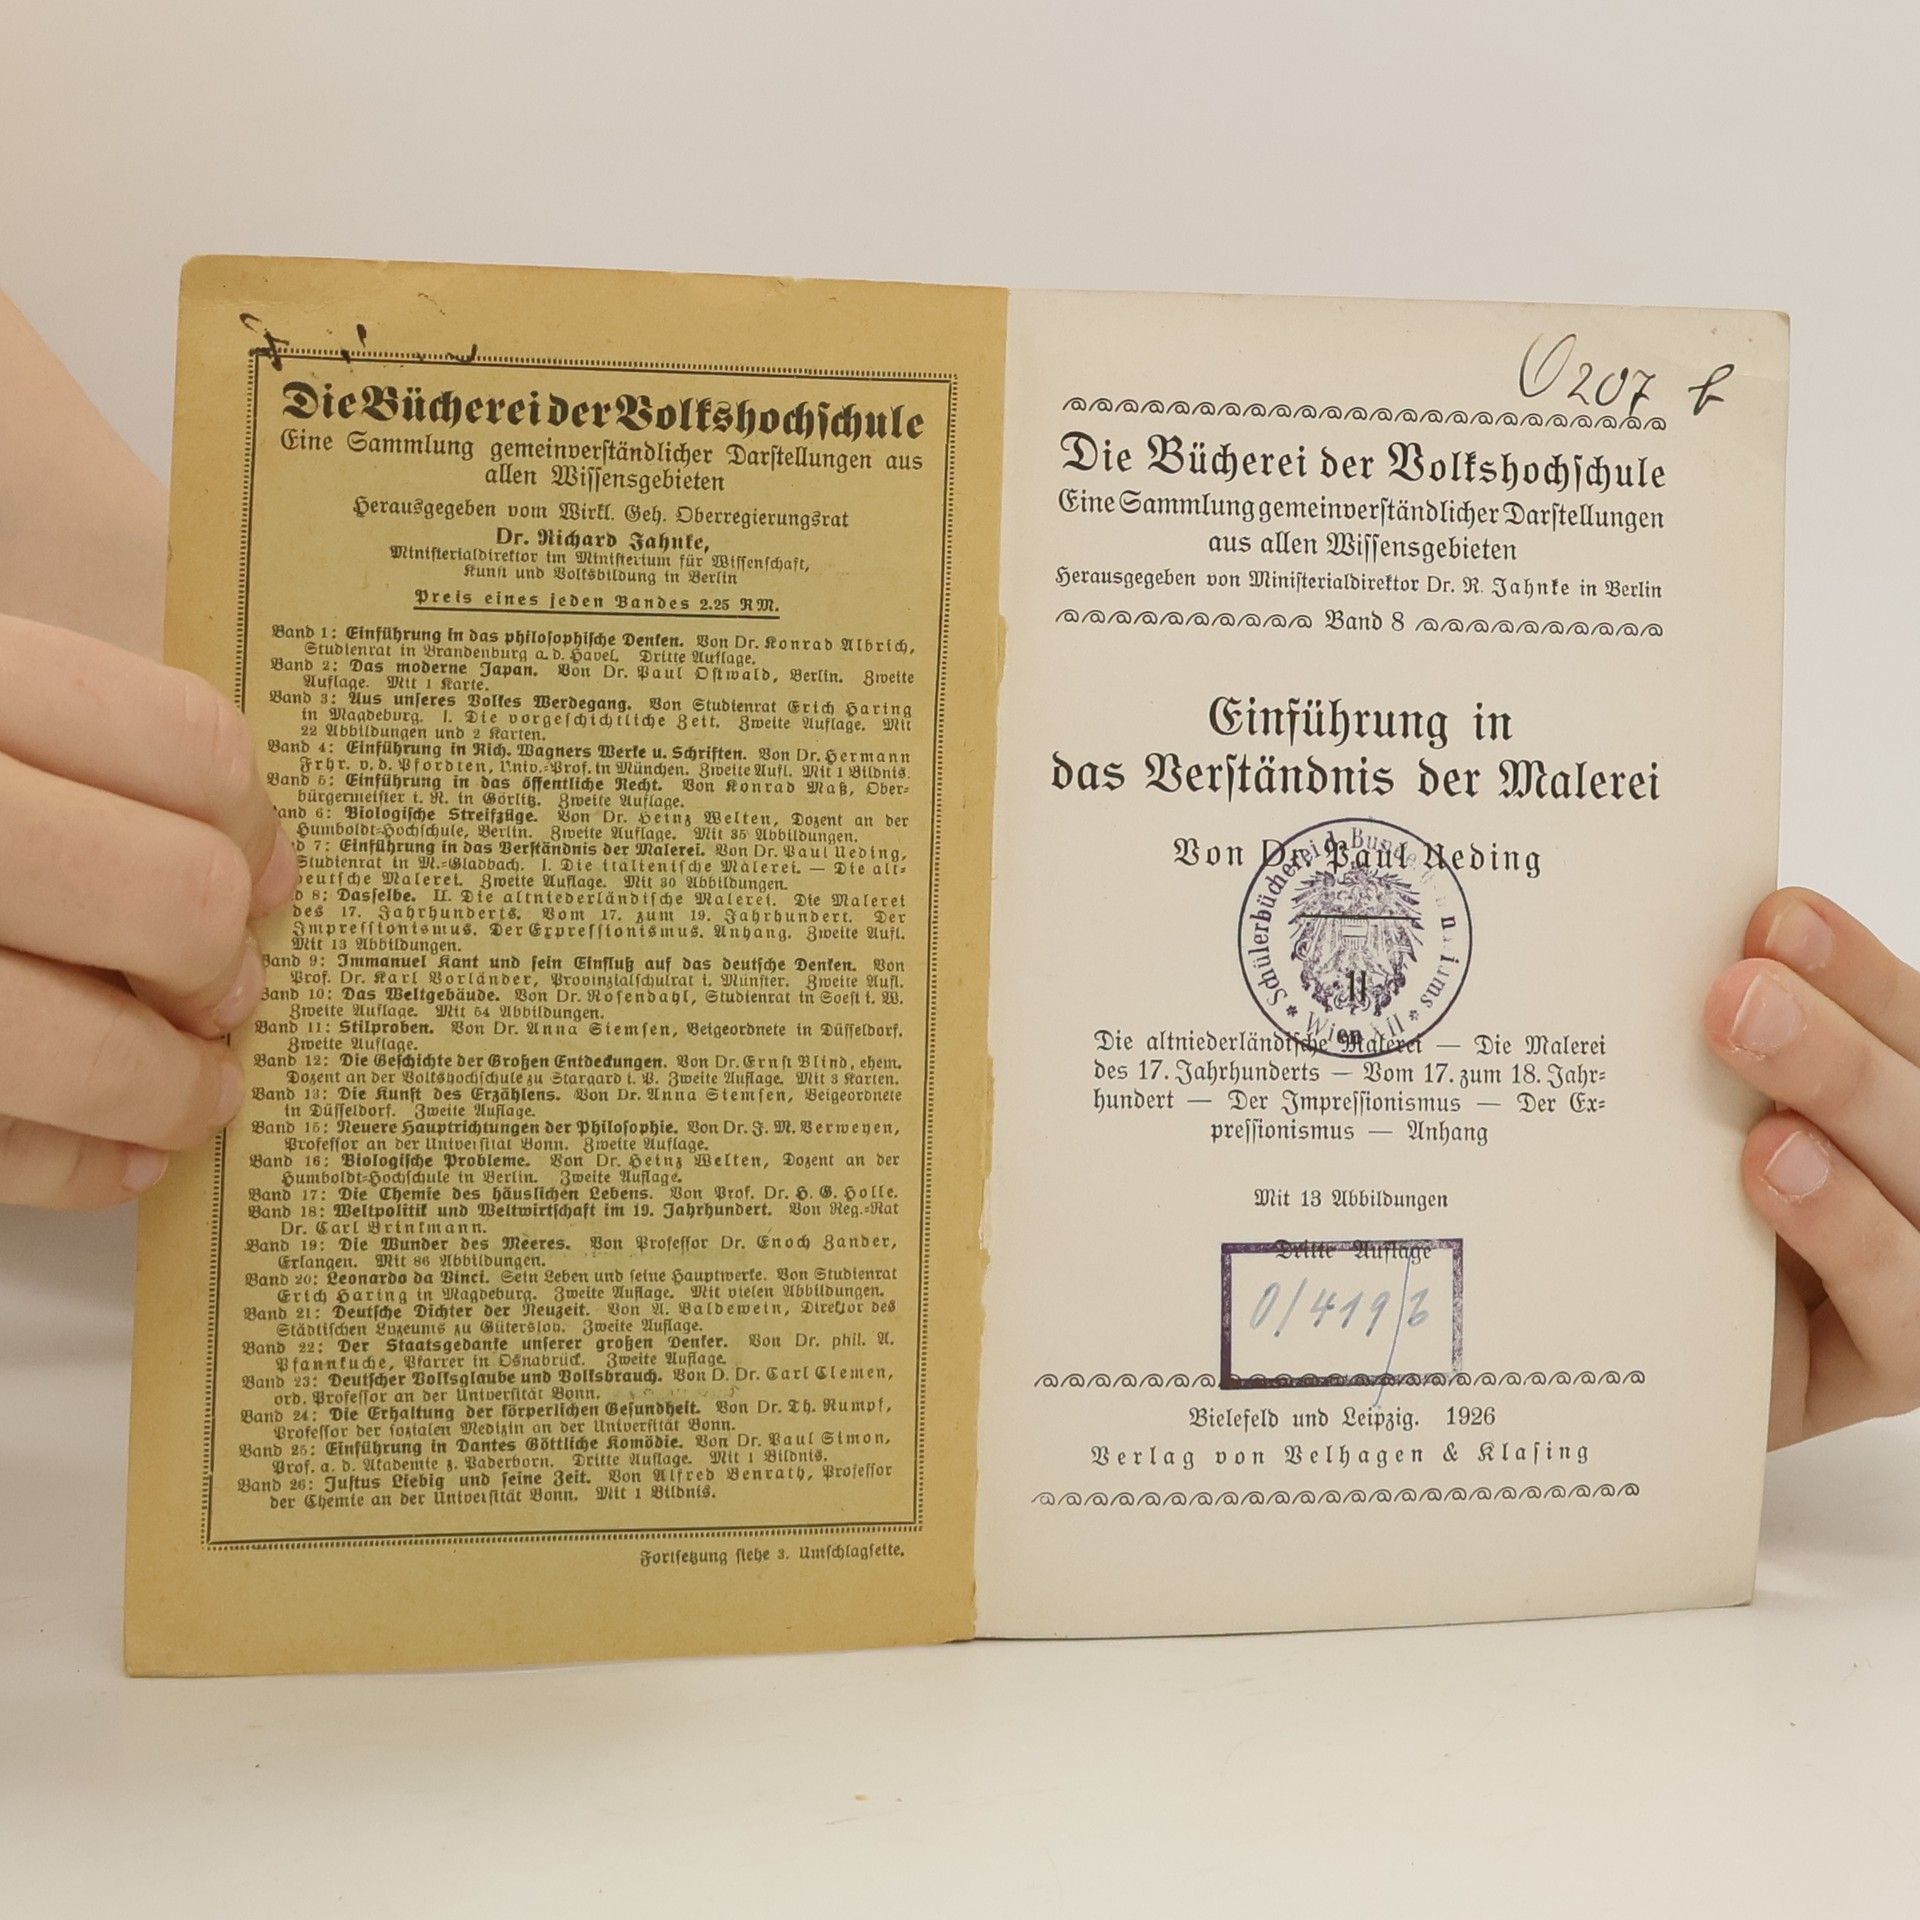 Die Bücherei der Volkshochschule
Eine Sammlung gemeinverständlicher Darstellungen aus
allen Wissensgebieten
Herausgegeben vom Wirkl. Geh. Oberregierungsrat
Dr. Richard Jahnke,
Ministerialdirektor im Ministerium für Wissenschaft,
Kunst und Volksbildung in Berlin
Preis eines jeden Bandes 2.25 RM.
Band 1: Einführung in das philosophische Denken. Von Dr. Konrad Albrich,
Studienrat in Brandenburg a. d. Havel. Dritte Auflage.
Band 2: Das moderne Japan. Von Dr. Paul Ostwald, Berlin. Zweite
Auflage. Mit 1 Karte.
Band 3: Aus unseres Volkes Werdegang. Von Studienrat Erich Haring
in Magdeburg. I. Die vorgeschichtliche Zeit. Zweite Auflage. Mit
22 Abbildungen und 2 Karten.
Band 4: Einführung in Rich. Wagners Werke u. Schriften. Von Dr. Hermann
Frhr. v. d. Pfordten, Univ.-Prof. in München. Zweite Aufl. Mit 1 Bildnis.
Band 5: Einführung in das öffentliche Recht. Von Konrad Maß, Ober-
bürgermeister i. R. in Görlitz. Zweite Auflage.
Band 6: Biologische Streifzüge. Von Dr. Heinz Welten, Dozent an der
Humboldt-Hochschule, Berlin. Zweite Auflage. Mit 35 Abbildungen.
7: Einführung in das Verständnis der Malerei. Von Dr. Paul Ueding,
Studienrat in M.-Gladbach. I. Die italienische Malerei. — Die alt-
deutsche Malerei. Zweite Auflage. Mit 30 Abbildungen.
8: Dasselbe. II. Die altniederländische Malerei. Die Malerei
des 17. Jahrhunderts. Vom 17. zum 19. Jahrhundert. Der
Impressionismus. Der Expressionismus. Anhang. Zweite Aufl.
Mit 13 Abbildungen.
Band 9: Immanuel Kant und sein Einfluß auf das deutsche Denken. Von
Prof. Dr. Karl Vorländer, Provinzialschulrat i. Münster. Zweite Aufl.
Band 10: Das Weltgebäude. Von Dr. Rosendahl, Studienrat in Soest i. W.
Zweite Auflage. Mit 54 Abbildungen.
Band 11: Stilproben. Von Dr. Anna Siemsen, Beigeordnete in Düsseldorf.
Zweite Auflage.
Band 12: Die Geschichte der Großen Entdeckungen. Von Dr. Ernst Blind, ehem.
Dozent an der Volkshochschule zu Stargard i. P. Zweite Auflage. Mit 3 Karten.
Band 13: Die Kunst des Erzählens. Von Dr. Anna Siemsen, Beigeordnete
in Düsseldorf. Zweite Auflage.
Band 15: Neuere Hauptrichtungen der Philosophie. Von Dr. J. M. Verweyen,
Professor an der Universität Bonn. Zweite Auflage.
Band 16: Biologische Probleme. Von Dr. Heinz Welten, Dozent an der
Humboldt-Hochschule in Berlin. Zweite Auflage.
Band 17: Die Chemie des häuslichen Lebens. Von Prof. Dr. H. G. Holle.
Band 18: Weltpolitik und Weltwirtschaft im 19. Jahrhundert. Von Reg.-Rat
Dr. Carl Brinkmann.
Band 19: Die Wunder des Meeres. Von Professor Dr. Enoch Zander,
Erlangen. Mit 86 Abbildungen.
Band 20: Leonardo da Vinci. Sein Leben und seine Hauptwerke. Von Studienrat
Erich Haring in Magdeburg. Zweite Auflage. Mit vielen Abbildungen.
Band 21: Deutsche Dichter der Neuzeit. Von A. Baldewein, Direktor des
Städtischen Lyzeums zu Gütersloh. Zweite Auflage.
Band 22: Der Staatsgedanke unserer großen Denker. Von Dr. phil. A.
Pfannkuche, Pfarrer in Osnabrück. Zweite Auflage.
Band 23: Deutscher Volksglaube und Volksbrauch. Von D. Dr. Carl Clemen,
ord. Professor an der Universität Bonn.
Band 24: Die Erhaltung der körperlichen Gesundheit. Von Dr. Th. Rumpf,
Professor der sozialen Medizin an der Universität Bonn.
Band 25: Einführung in Dantes Göttliche Komödie. Von Dr. Paul Simon,
Prof. a. d. Akademie z. Paderborn. Dritte Auflage. Mit 1 Bildnis.
Band 26: Justus Liebig und seine Zeit. Von Alfred Benrath, Professor
der Chemie an der Universität Bonn. Mit 1 Bildnis.
Fortsetzung siehe 3. Umschlagseite.
O 207 b
Die Bücherei der Volkshochschule
Eine Sammlung gemeinverständlicher Darstellungen
aus allen Wissensgebieten
Herausgegeben von Ministerialdirektor Dr. R. Jahnke in Berlin
Band 8
Einführung in
das Verständnis der Malerei
Von Dr. Paul Ueding
Schülerbücherei d.
II
Wien XII
Die altniederländische Malerei — Die Malerei
des 17. Jahrhunderts — Vom 17. zum 18. Jahr-
hundert — Der Impressionismus — Der Ex-
pressionismus — Anhang
Mit 13 Abbildungen
Dritte Auflage
0/419/6
Bielefeld und Leipzig. 1926
Verlag von Velhagen & Klasing